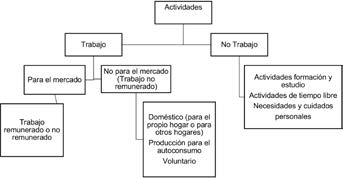 Actividades
Trabajo
No Trabajo
Para el mercado
No para el mercado
(Trabajo no
remunerado)
Actividades formación y
estudio
Actividades de tiempo libre
Necesidades y cuidados
personales
Trabajo
remunerado o no
remunerado
Doméstico (para el
propio hogar o para
otros hogares)
Producción para el
autoconsumo
Voluntario